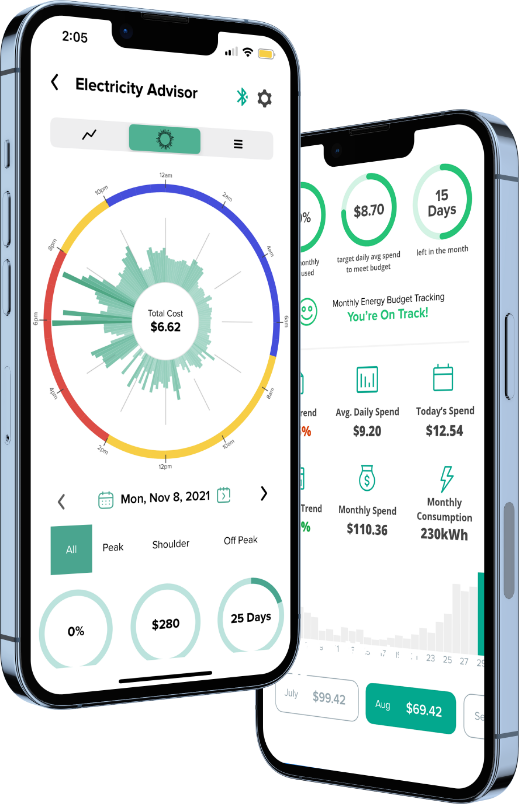 2:05
Electricity Advisor
12am
2am
4am
6am
8am
10am
12pm
2pm
4pm
6pm
8pm
10pm
Total Cost
$6.62
Mon, Nov 8, 2021
All
Peak
Shoulder
Off Peak
0%
$280
25 Days
%
$8.70
15
Days
used
target daily avg spend
to meet budget
left in the month
Monthly Energy Budget Tracking
You're On Track!
Avg. Daily Spend
Today's Spend
%
$9.20
$12.54
Trend
Monthly Spend
Monthly
Consumption
%
$110.36
230kWh
1
23
25
27
July
$99.42
Aug
$69.42